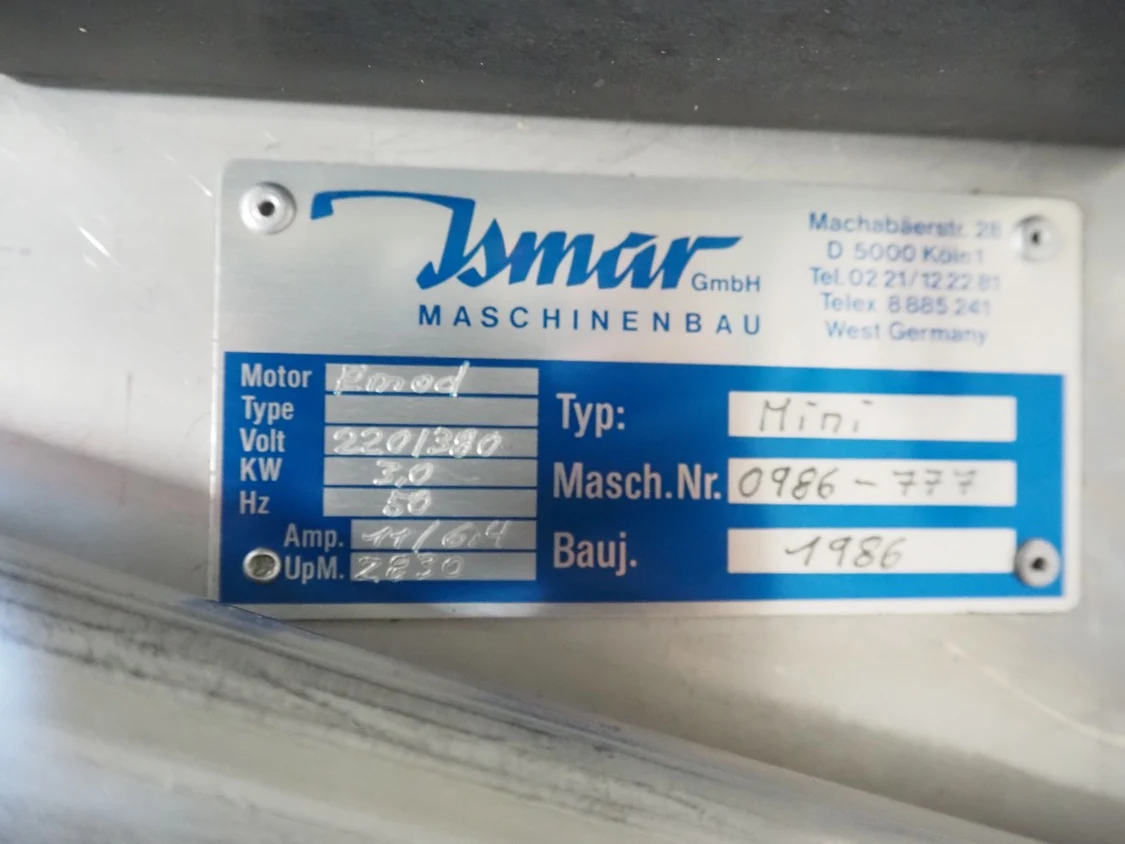 Ismar GmbH
MASCHINENBAU
Machabäerstr. 28
D 5000 Köln 1
Tel. 02 21/12 22 81
Telex 8 885 241
West Germany
Motor Emod
Type
Volt 220/380
KW 3,0
Hz 50
Amp. 11/6,4
UpM. 2830
Typ: Mini
Masch.Nr. 0986-777
Bauj. 1986